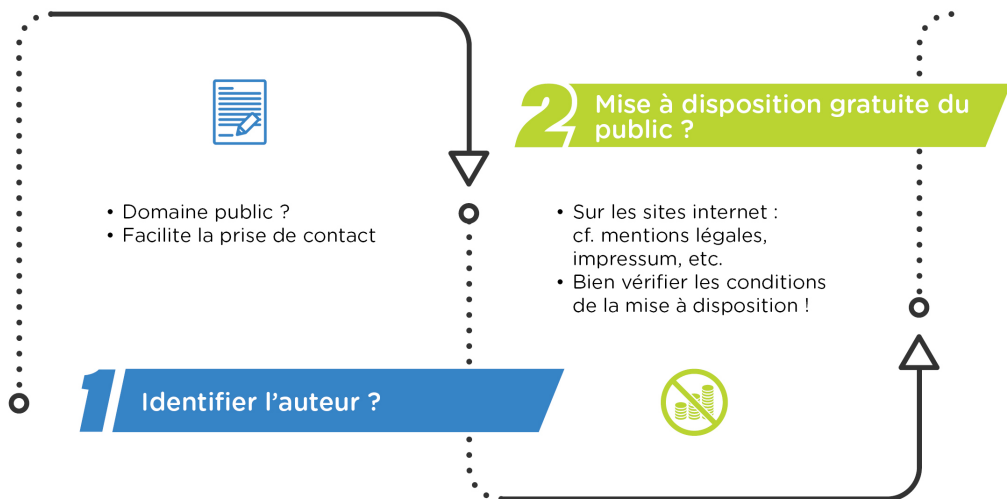 1 Identifier l’auteur ?
• Domaine public ?
• Facilite la prise de contact
2 Mise à disposition gratuite du
public ?
• Sur les sites internet :
cf. mentions légales,
impressum, etc.
• Bien vérifier les conditions
de la mise à disposition !